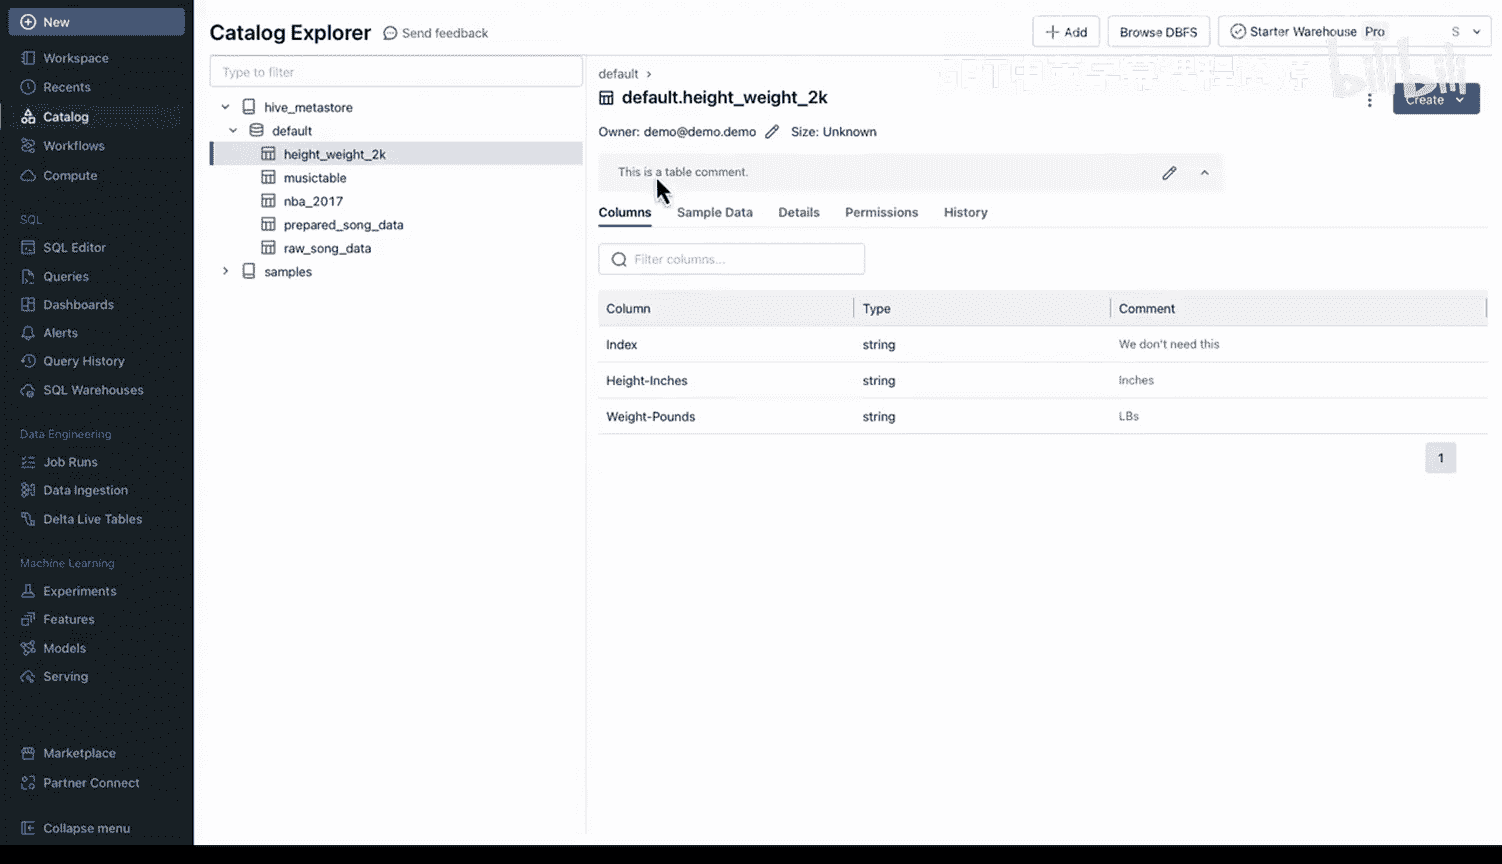 New
Workspace
Recents
Catalog
Workflows
Compute
SQL
SQL Editor
Queries
Dashboards
Alerts
Query History
SQL Warehouses
Data Engineering
Job Runs
Data Ingestion
Delta Live Tables
Machine Learning
Experiments
Features
Models
Serving
Marketplace
Partner Connect
Collapse menu
Catalog Explorer Send feedback
Add Browse DBFS Starter Warehouse Pro S
Type to filter
hive_metastore
default
height_weight_2k
musictable
nba_2017
prepared_song_data
raw_song_data
samples
default
bilibili
default.height_weight_2k
Create
Owner: demo@demo.demo Size: Unknown
This is a table comment.
Columns Sample Data Details Permissions History
Filter columns...
Column Type Comment
Index string We don't need this
Height-Inches string Inches
Weight-Pounds string LBs
1